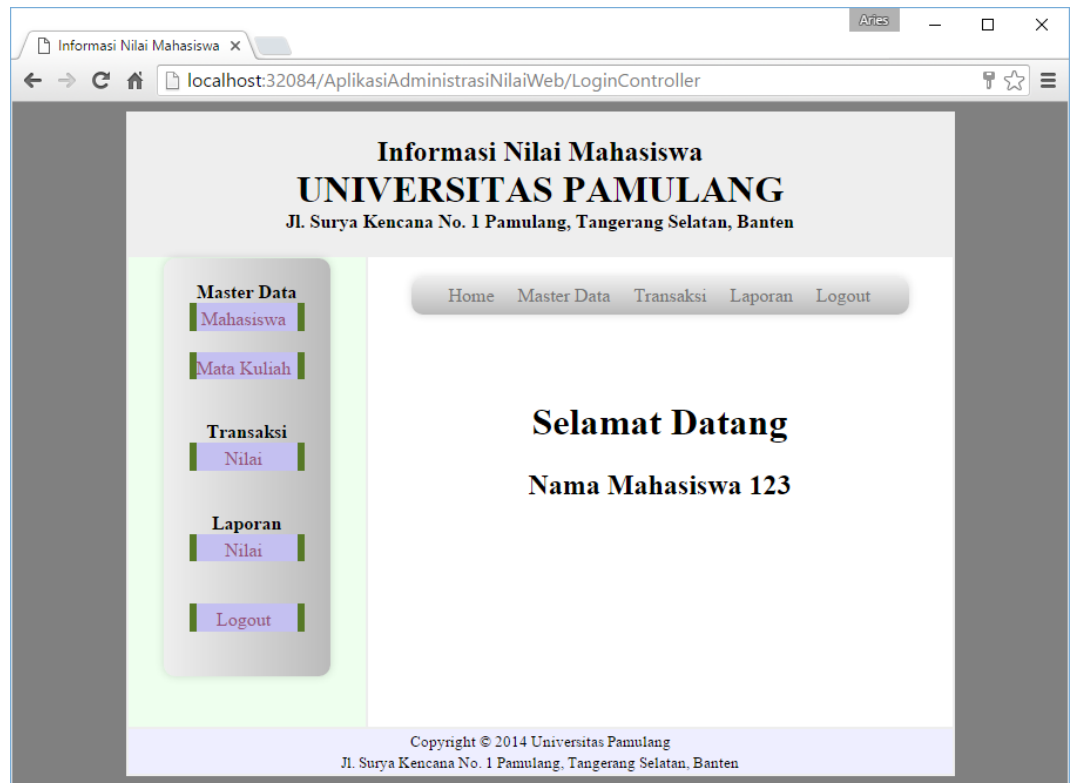 Aries
Informasi Nilai Mahasiswa
localhost:32084/AplikasiAdministrasiNilaiWeb/LoginController
Informasi Nilai Mahasiswa
UNIVERSITAS PAMULANG
Jl. Surya Kencana No. 1 Pamulang, Tangerang Selatan, Banten
Master Data
Mahasiswa
Mata Kuliah
Transaksi
Nilai
Laporan
Nilai
Logout
Home Master Data Transaksi Laporan Logout
Selamat Datang
Nama Mahasiswa 123
Copyright © 2014 Universitas Pamulang
Jl. Surya Kencana No. 1 Pamulang, Tangerang Selatan, Banten